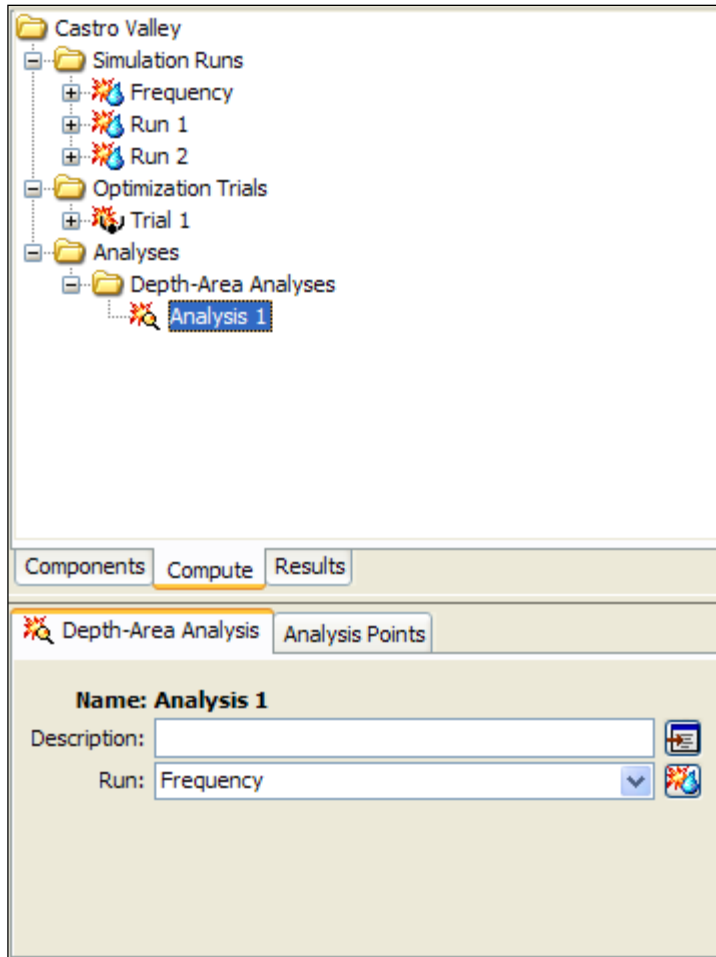 Castro Valley
Simulation Runs
Frequency
Run 1
Run 2
Optimization Trials
Trial 1
Analyses
Depth-Area Analyses
Analysis 1
Components Compute Results
Depth-Area Analysis Analysis Points
Name: Analysis 1
Description:
Run: Frequency